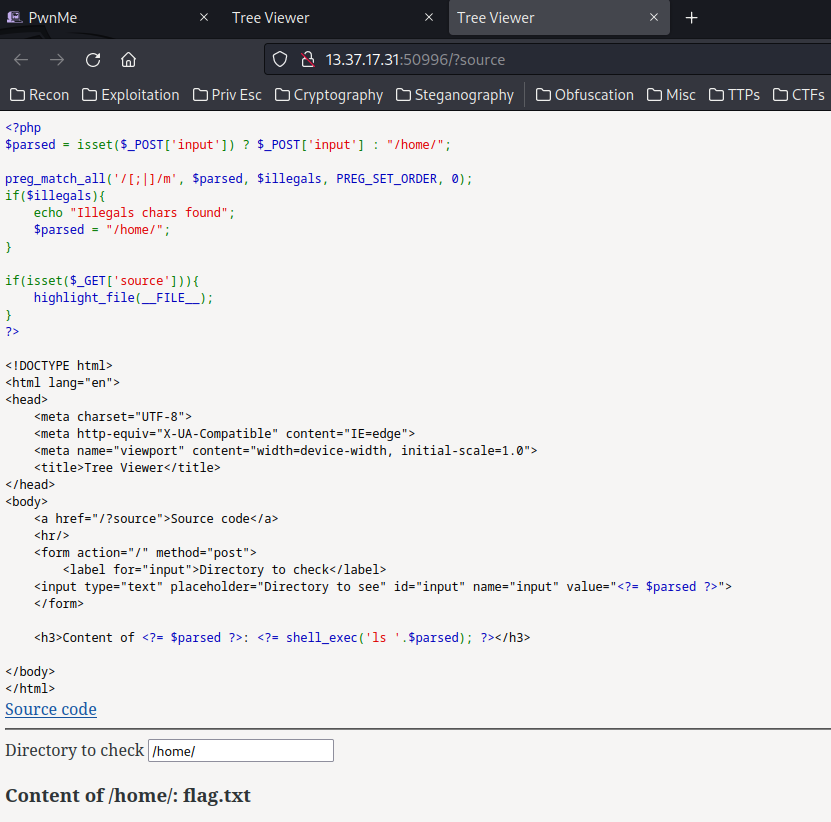 PwnMe
Tree Viewer
Tree Viewer
13.37.17.31:50996/?source
Recon Exploitation Priv Esc Cryptography Steganography Obfuscation Misc TTPs CTFs
<?php
$parsed = isset($_POST['input']) ? $_POST['input'] : "/home/";

preg_match_all('/[;|]/m', $parsed, $illegals, PREG_SET_ORDER, 0);
if($illegals){
    echo "Illegals chars found";
    $parsed = "/home/";
}

if(isset($_GET['source'])){
    highlight_file(__FILE__);
}
?>

<!DOCTYPE html>
<html lang="en">
<head>
    <meta charset="UTF-8">
    <meta http-equiv="X-UA-Compatible" content="IE=edge">
    <meta name="viewport" content="width=device-width, initial-scale=1.0">
    <title>Tree Viewer</title>
</head>
<body>
    <a href="/?source">Source code</a>
    <hr/>
    <form action="/" method="post">
        <label for="input">Directory to check</label>
    <input type="text" placeholder="Directory to see" id="input" name="input" value="<?= $parsed ?>">
    </form>

    <h3>Content of <?= $parsed ?>: <?= shell_exec('ls '.$parsed); ?></h3>

</body>
</html>
Source code
Directory to check /home/
Content of /home/: flag.txt